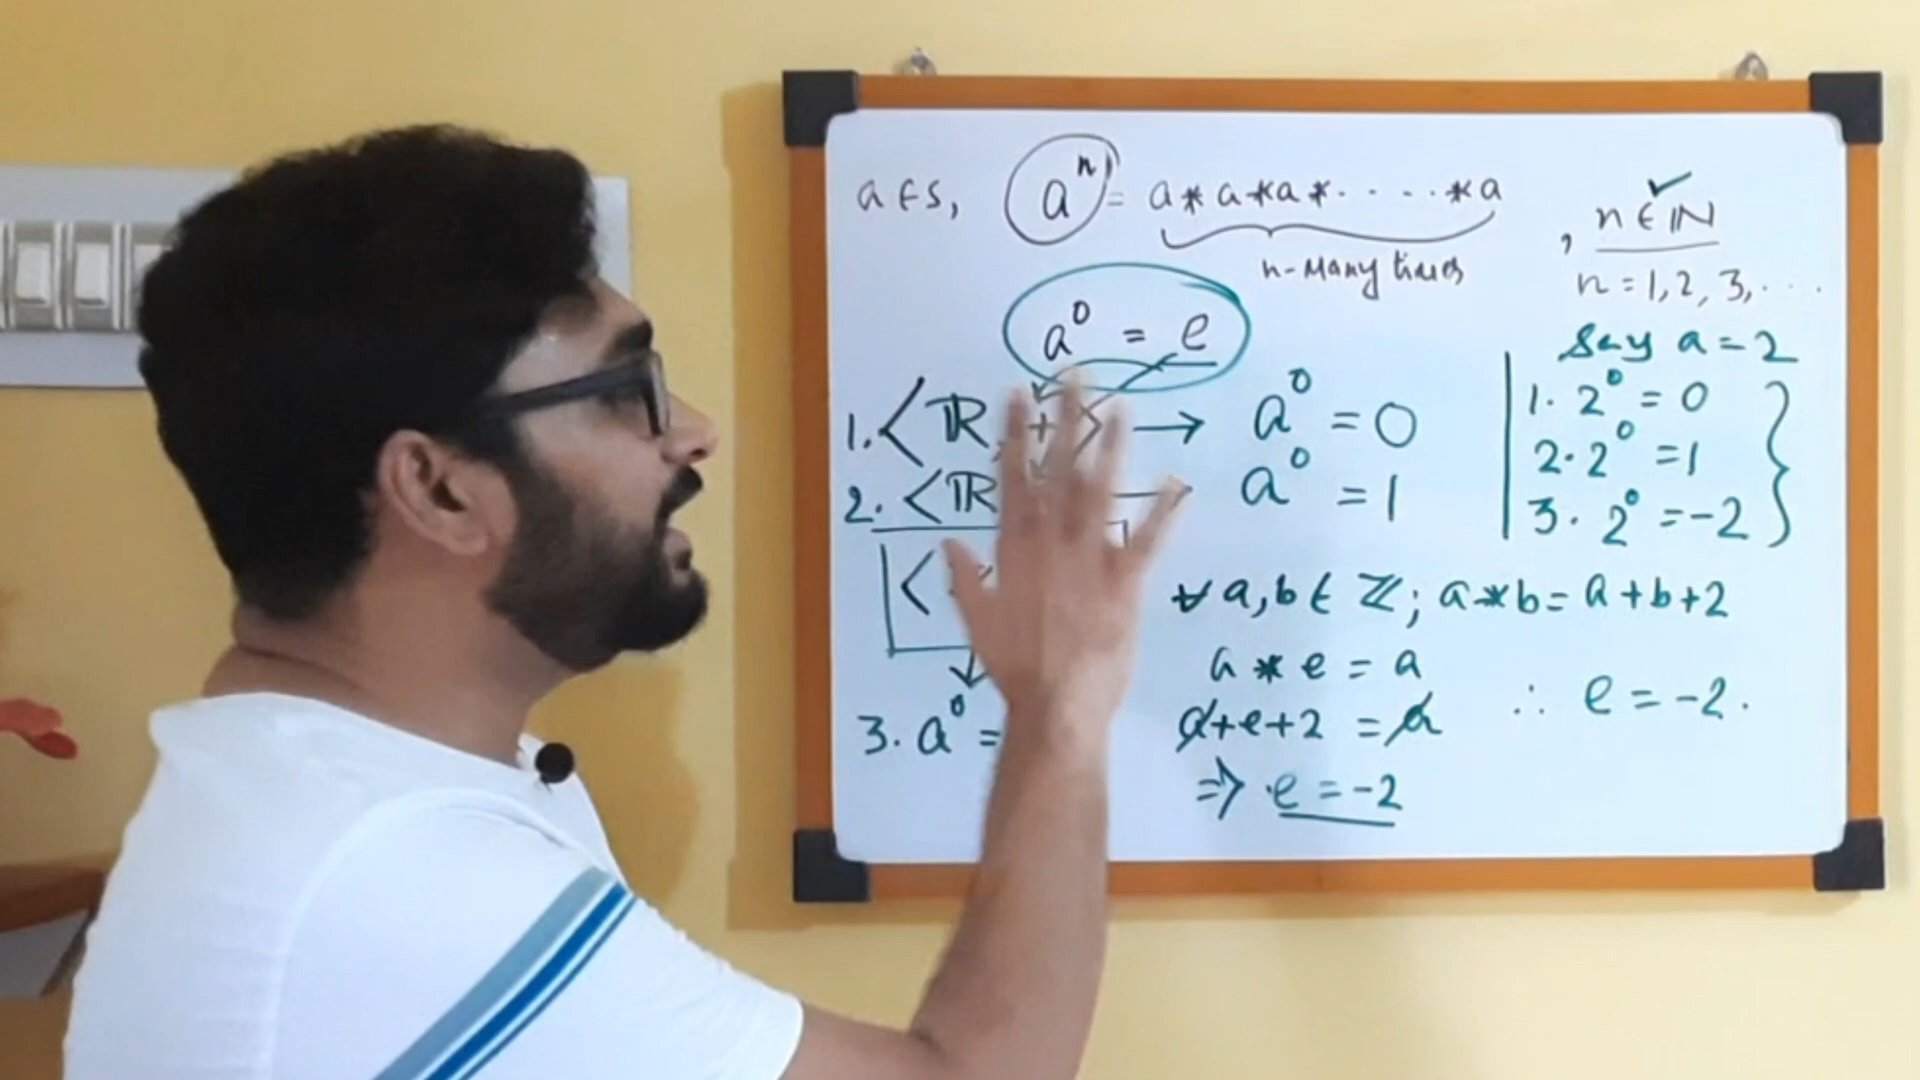 a ∈ S, aⁿ = a * a * a * · · · · · * a , n ∈ ℕ
n-Many times
n = 1, 2, 3, · · ·
a⁰ = e
Say a = 2
1. <ℝ, +> → a⁰ = 0
2. <ℝ → a⁰ = 1
1. 2⁰ = 0
2. 2⁰ = 1
3. 2⁰ = -2
<
∀ a, b ∈ ℤ; a * b = a + b + 2
a * e = a
3. a⁰ =
a + e + 2 = a
∴ e = -2.
⇒ e = -2